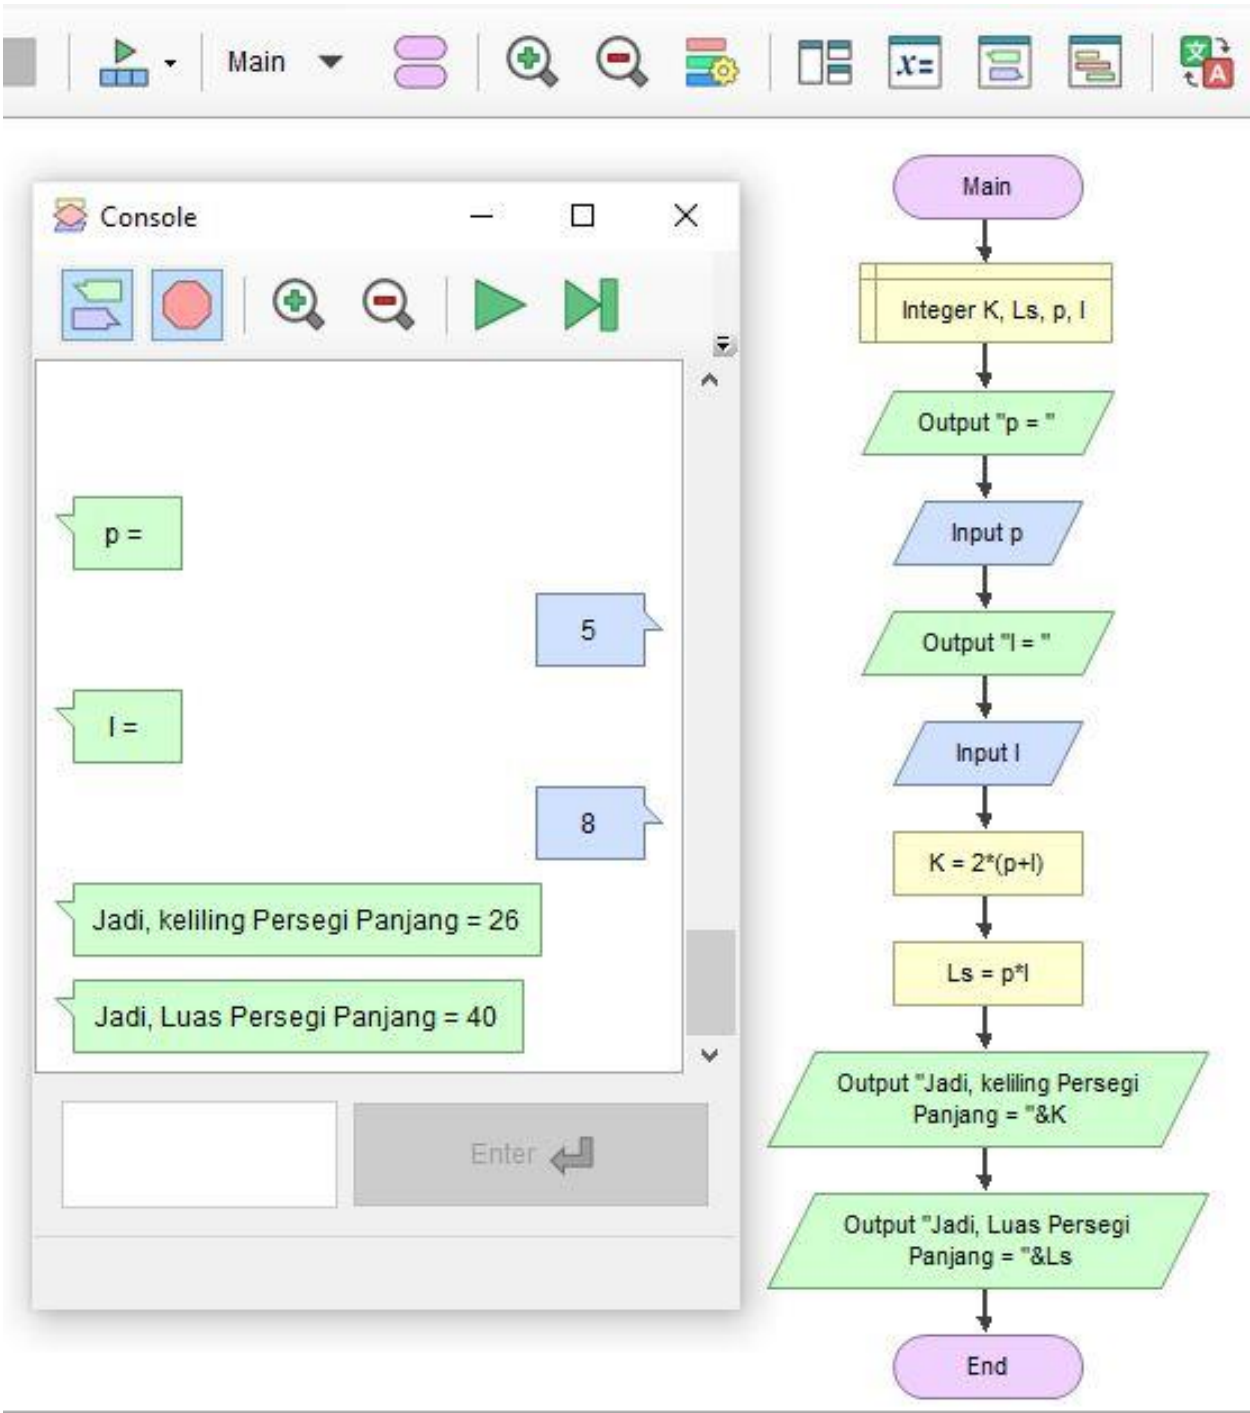 Main
x=
文
A
Console
p =
5
l =
8
Jadi, keliling Persegi Panjang = 26
Jadi, Luas Persegi Panjang = 40
Enter
Main
Integer K, Ls, p, l
Output "p = "
Input p
Output "l = "
Input l
K = 2*(p+l)
Ls = p*l
Output "Jadi, keliling Persegi
Panjang = "&K
Output "Jadi, Luas Persegi
Panjang = "&Ls
End